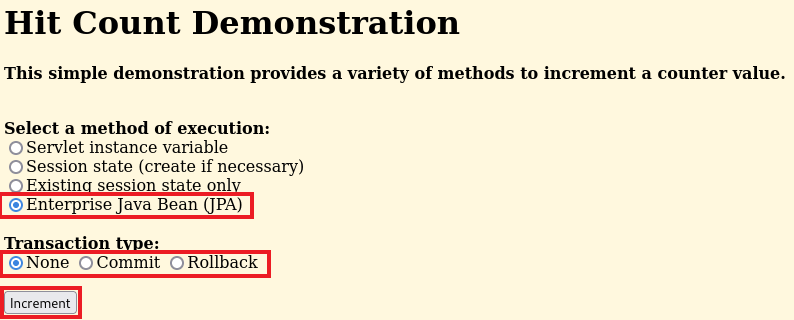 Hit Count Demonstration
This simple demonstration provides a variety of methods to increment a counter value.
Select a method of execution:
Servlet instance variable
Session state (create if necessary)
Existing session state only
Enterprise Java Bean (JPA)
Transaction type:
None Commit Rollback
Increment